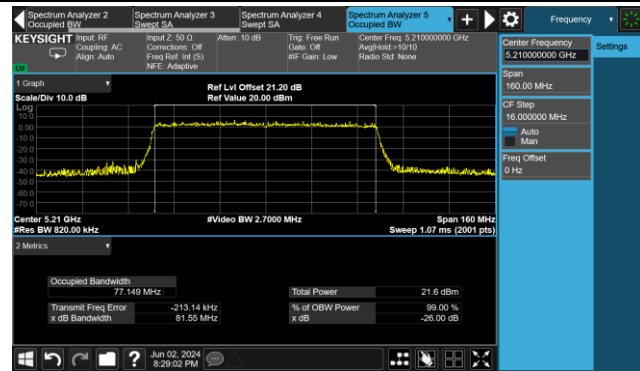 Spectrum Analyzer 2
Occupied BW
Spectrum Analyzer 3
Swept SA
Spectrum Analyzer 4
Swept SA
Spectrum Analyzer 5
Occupied BW
Frequency
KEYSIGHT
Input: RF
Coupling: AC
Align: Auto
Input Z: 50 Ω
Corrections: Off
Freq Ref: Int (S)
NFE: Adaptive
Atten: 10 dB
Trig: Free Run
Gate: Off
#IF Gain: Low
Center Freq: 5.210000000 GHz
Avg|Hold:>10/10
Radio Std: None
Center Frequency
5.210000000 GHz
Settings
Span
160.00 MHz
CF Step
16.000000 MHz
Auto
Man
Freq Offset
0 Hz
1 Graph
Scale/Div 10.0 dB
Ref Lvl Offset 21.20 dB
Ref Value 20.00 dBm
Log
10.0
0.00
-10.0
-20.0
-30.0
-40.0
-50.0
-60.0
-70.0
Center 5.21 GHz
#Video BW 2.7000 MHz
Span 160 MHz
#Res BW 820.00 kHz
Sweep 1.07 ms (2001 pts)
2 Metrics
Occupied Bandwidth
77.149 MHz
Total Power
21.6 dBm
Transmit Freq Error
-213.14 kHz
% of OBW Power
99.00 %
x dB Bandwidth
81.55 MHz
x dB
-26.00 dB
Jun 02, 2024
8:29:02 PM